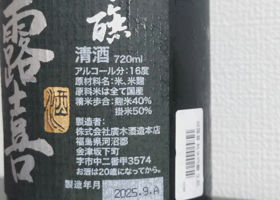 醸
清酒
720ml
アルコール分:16度
原材料名:米、米麹
原料米は全て国産
精米歩合:麹米40%
掛米50%
製造者:
株式会社廣木酒造本店
福島県河沼郡
会津坂下町
字市中二番甲3574
お酒は20歳になってから。
製造年月
2025.9.A
露喜
酒